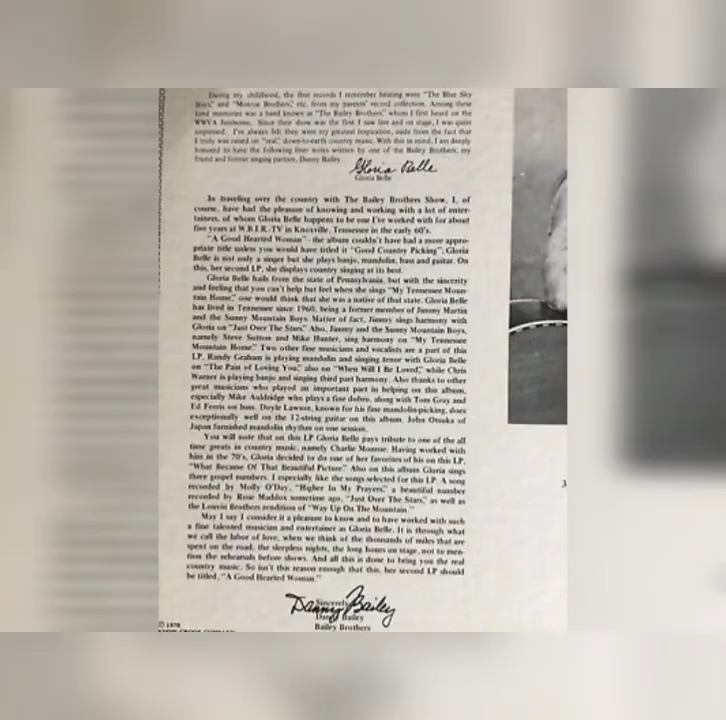 During my childhood, the first records I remember hearing were "The Blue Sky
Boys," and "Monroe Brothers," etc. from my parents' record collection. Among these
fond memories was a band known as "The Bailey Brothers," whom I first heard on the
WWVA Jamboree. Since their show was the first I saw live and on stage, I was quite
impressed. I've always felt they were my greatest inspiration, aside from the fact that
I truly was raised on "real," down-to-earth country music. With this in mind, I am deeply
honored to have the following liner notes written by one of the Bailey Brothers, my
friend and former singing partner, Danny Bailey.
Gloria Belle
Gloria Belle
In traveling over the country with The Bailey Brothers Show, I, of
course, have had the pleasure of knowing and working with a lot of enter-
tainers, of whom Gloria Belle happens to be one I've worked with for about
five years at W.B.I.R.-TV in Knoxville, Tennessee in the early 60's.
"A Good Hearted Woman" - the album couldn't have had a more appro-
priate title unless you would have titled it "Good Country Picking"; Gloria
Belle is not only a singer but she plays banjo, mandolin, bass and guitar. On
this, her second LP, she displays country singing at its best.
Gloria Belle hails from the state of Pennsylvania, but with the sincerity
and feeling that you can't help but feel when she sings "My Tennessee Moun-
tain Home," one would think that she was a native of that state. Gloria Belle
has lived in Tennessee since 1960, being a former member of Jimmy Martin
and the Sunny Mountain Boys. Matter of fact, Jimmy sings harmony with
Gloria on "Just Over The Stars." Also, Jimmy and the Sunny Mountain Boys,
namely Steve Sutton and Mike Hunter, sing harmony on "My Tennessee
Mountain Home." Two other fine musicians and vocalists are a part of this
LP. Randy Graham is playing mandolin and singing tenor with Gloria Belle
on "The Pain of Loving You," also on "When Will I Be Loved," while Chris
Warner is playing banjo and singing third part harmony. Also thanks to other
great musicians who played an important part in helping on this album,
especially Mike Auldridge who plays a fine dobro, along with Tom Gray and
Ed Ferris on bass. Doyle Lawson, known for his fine mandolin-picking, does
exceptionally well on the 12-string guitar on this album. John Otsuka of
Japan furnished mandolin rhythm on one session.
You will note that on this LP Gloria Belle pays tribute to one of the all
time greats in country music, namely Charlie Monroe. Having worked with
him in the 70's, Gloria decided to do one of her favorites of his on this LP,
"What Because Of That Beautiful Picture." Also on this album Gloria sings
three gospel numbers. I especially like the songs selected for this LP. A song
recorded by Molly O'Day, "Higher In My Prayers," a beautiful number
recorded by Rose Maddox sometime ago, "Just Over The Stars," as well as
the Louvin Brothers rendition of "Way Up On The Mountain."
May I say I consider it a pleasure to know and to have worked with such
a fine talented musician and entertainer as Gloria Belle. It is through what
we call the labor of love, when we think of the thousands of miles that are
spent on the road, the sleepless nights, the long hours on stage, not to men-
tion the rehearsals before shows. And all this is done to being you the real
country music. So isn't this reason enough that this, her second LP should
be titled, "A Good Hearted Woman."
Sincerely
Danny Bailey
Danny Bailey
Bailey Brothers
© 1978